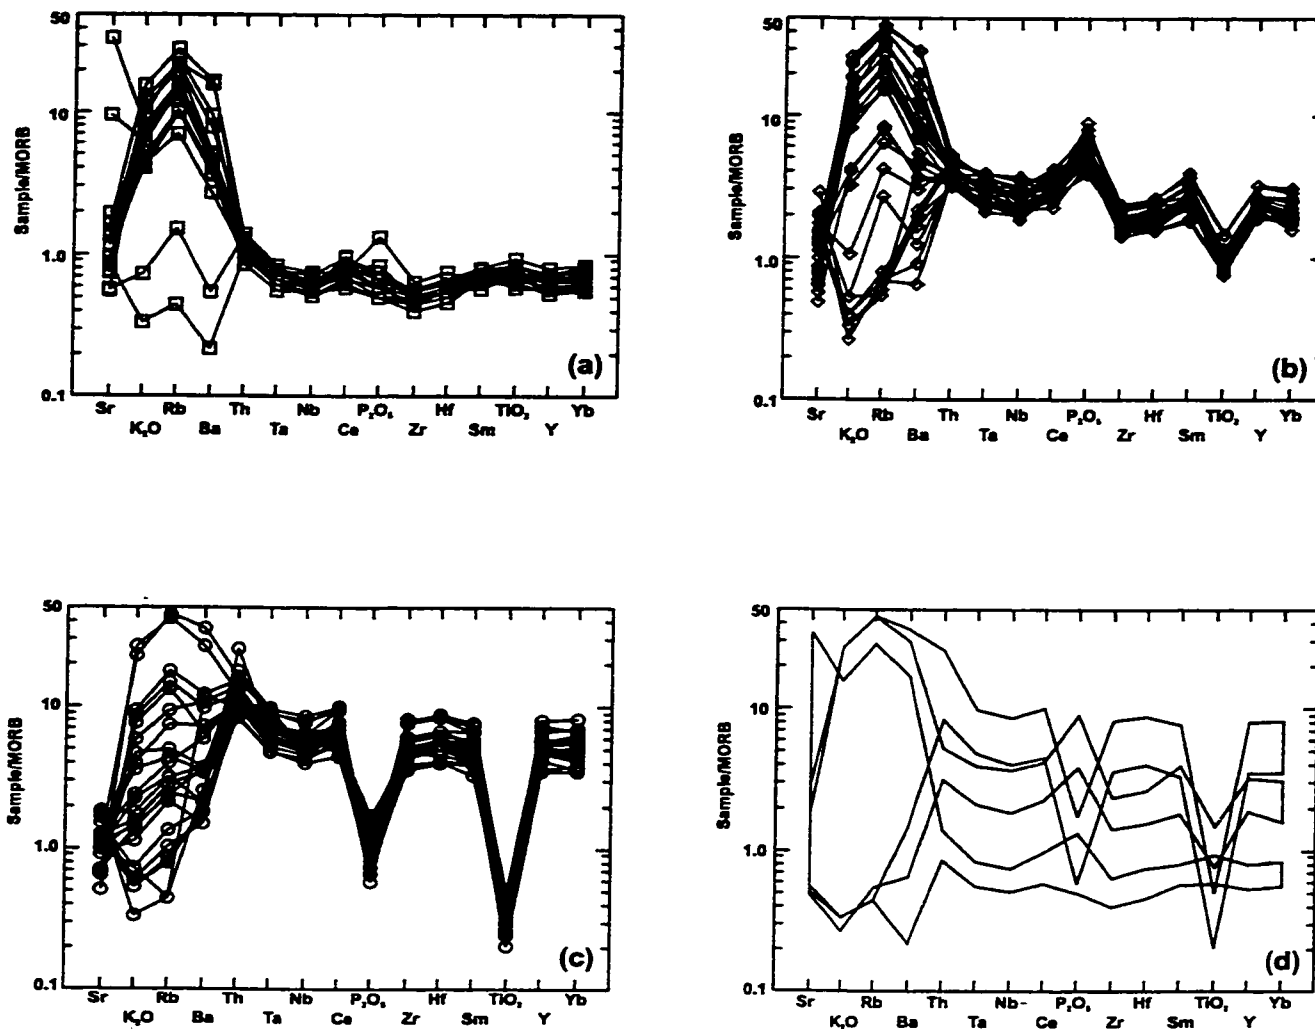 50
10
1.0
0.1
Sample/MORB
(a)
Sr Rb Th Nb P₂O₅ Hf TiO₂ Yb
K₂O Ba Ta Ce Zr Sm Y
50
10
1.0
0.1
Sample/MORB
(b)
Sr Rb Th Nb P₂O₅ Hf TiO₂ Yb
K₂O Ba Ta Ce Zr Sm Y
50
10
1.0
0.1
Sample/MORB
(c)
Sr Rb Th Nb P₂O₅ Hf TiO₂ Yb
K₂O Ba Ta Ce Zr Sm Y
50
10
1.0
0.1
Sample/MORB
(d)
Sr Rb Th Nb- P₂O₅ Hf TiO₂ Yb
K₂O Ba Ta Ce Zr Sm Y